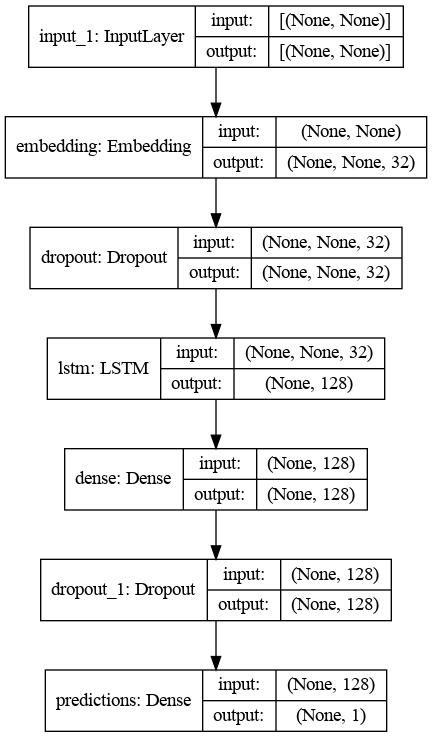 input_1: InputLayer input: [(None, None)]
output: [(None, None)]
embedding: Embedding input: (None, None)
output: (None, None, 32)
dropout: Dropout input: (None, None, 32)
output: (None, None, 32)
lstm: LSTM input: (None, None, 32)
output: (None, 128)
dense: Dense input: (None, 128)
output: (None, 128)
dropout_1: Dropout input: (None, 128)
output: (None, 128)
predictions: Dense input: (None, 128)
output: (None, 1)